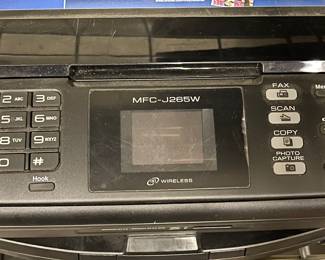 MFC-J265W
FAX
SCAN
COPY
PHOTO
CAPTURE
2 ABC
3 DEF
5 JKL
6 MNO
8 TUV
9 WXYZ
0
#
Hook
WIRELESS